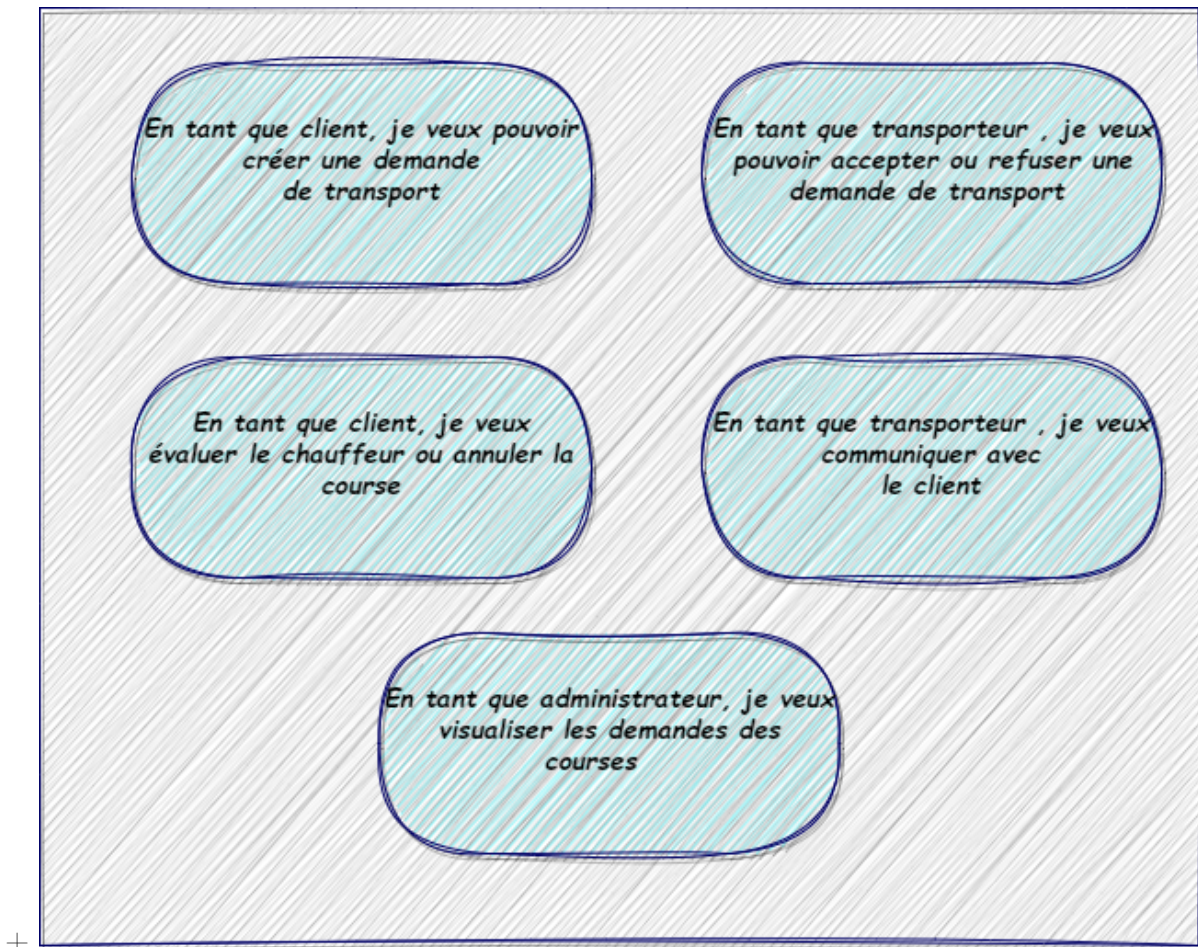 En tant que client, je veux pouvoir
créer une demande
de transport
En tant que transporteur , je veux
pouvoir accepter ou refuser une
demande de transport
En tant que client, je veux
évaluer le chauffeur ou annuler la
course
En tant que transporteur , je veux
communiquer avec
le client
En tant que administrateur, je veux
visualiser les demandes des
courses